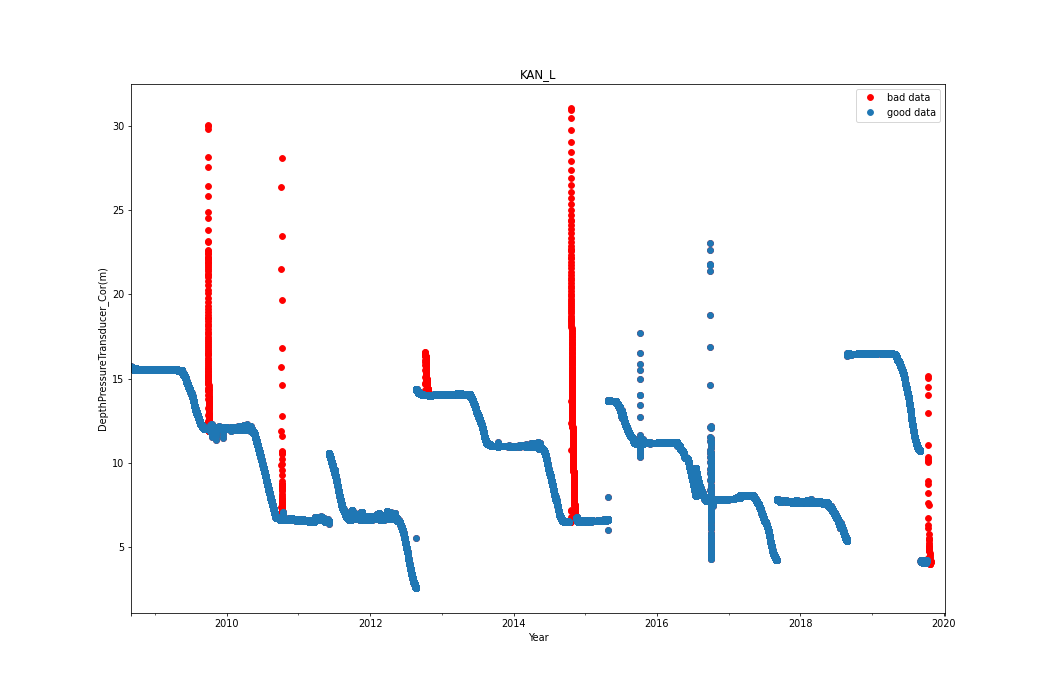 KAN_L
bad data
good data
DepthPressureTransducer_Cor(m)
30
25
20
15
10
5
2010 2012 2014 2016 2018 2020
Year